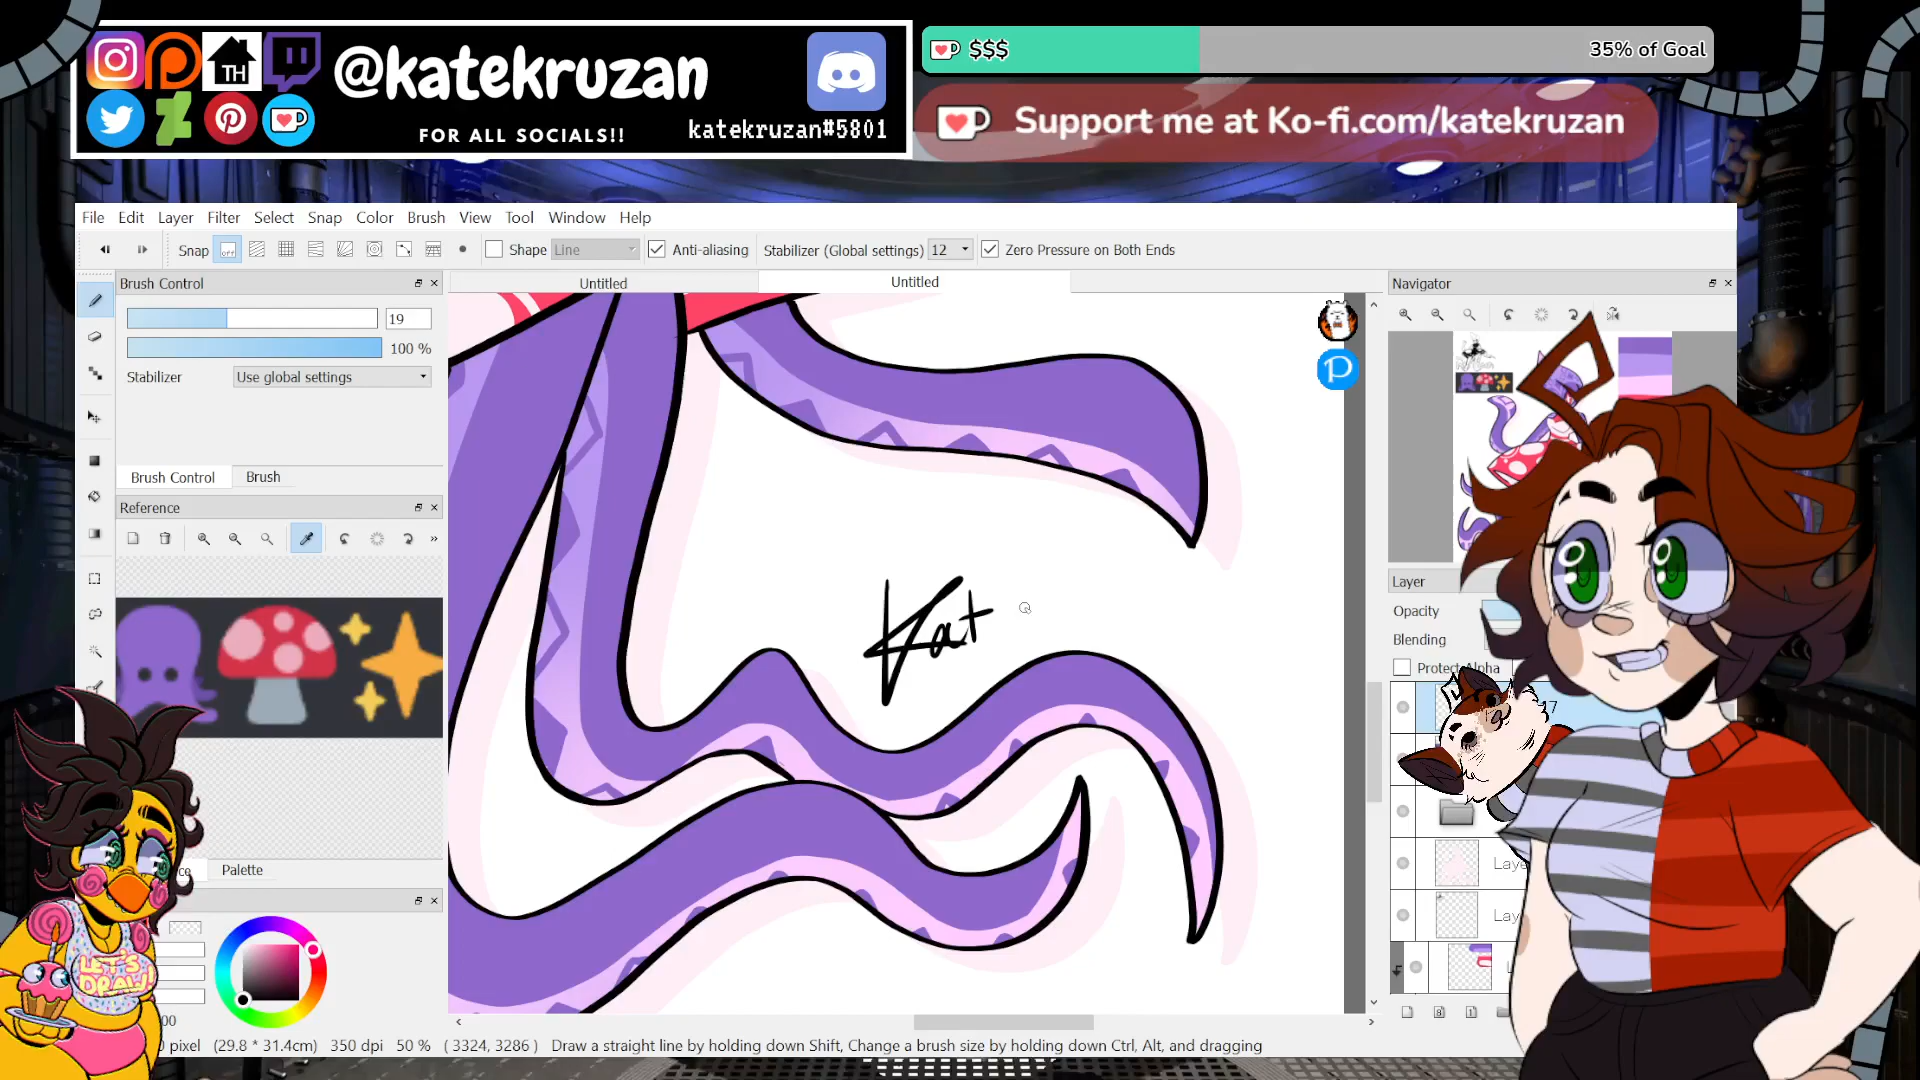 @katekruzan
FOR ALL SOCIALS!!
katekruzan#5801
TH
$$$
35% of Goal
Support me at Ko-fi.com/katekruzan
File Edit Layer Filter Select Snap Color Brush View Tool Window Help
Snap off Shape Line Anti-aliasing Stabilizer (Global settings) 12 Zero Pressure on Both Ends
Brush Control
Untitled
Untitled
Navigator
19
100 %
Stabilizer Use global settings
Brush Control Brush
Reference
Layer
Opacity
Blending
Protect Alpha
Kat
Palette
LET'S DRAW!
pixel (29.8 * 31.4cm) 350 dpi 50 % ( 3324, 3286 ) Draw a straight line by holding down Shift, Change a brush size by holding down Ctrl, Alt, and dragging